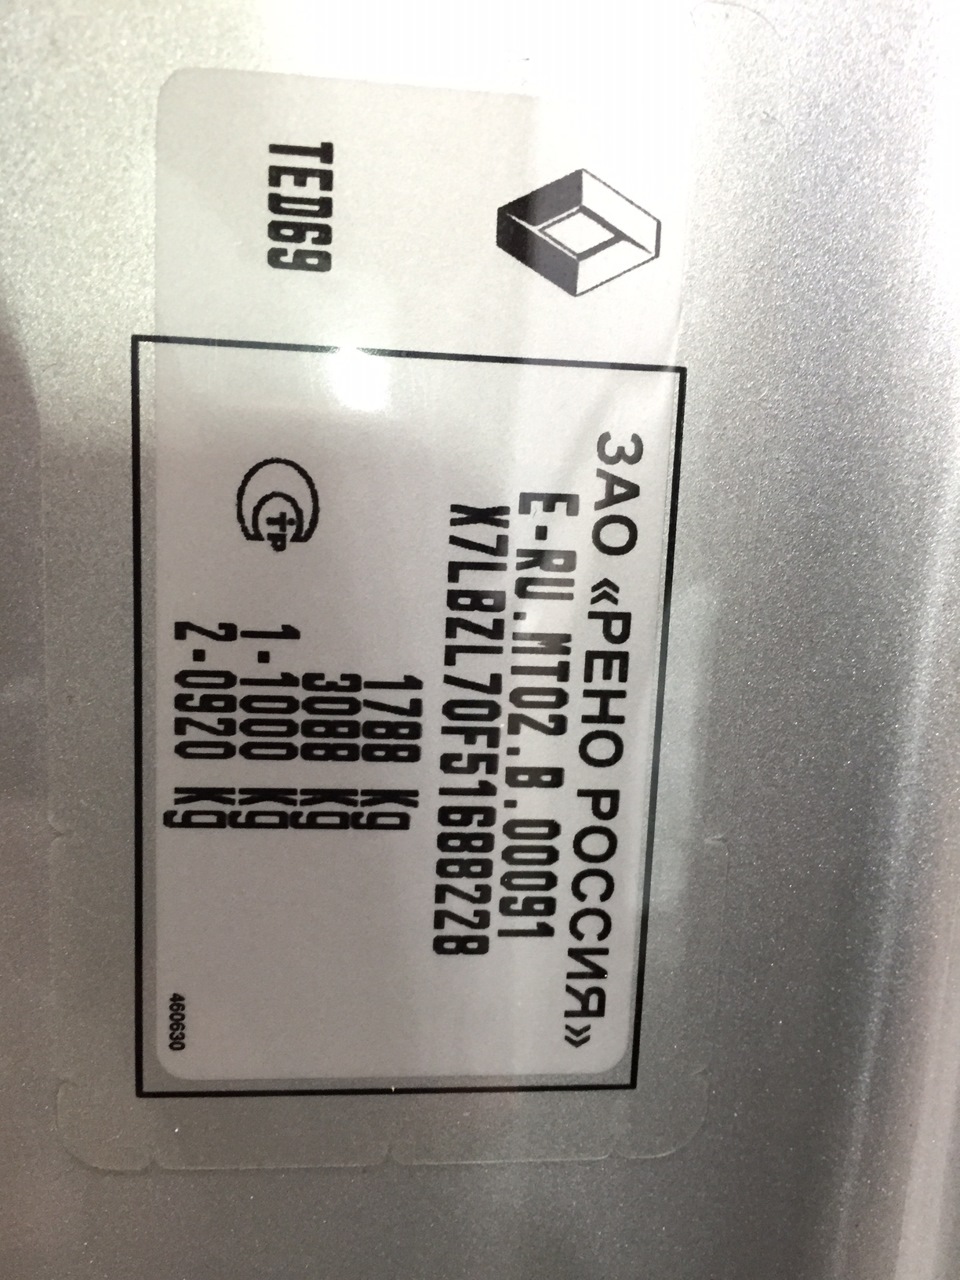 TED69
ЗАО «РЕНО РОССИЯ»
E-RU.MT02.B.00091
X7LBZL70F51688228
1788 kg
3088 kg
1-1000 kg
2-0920 kg
460630